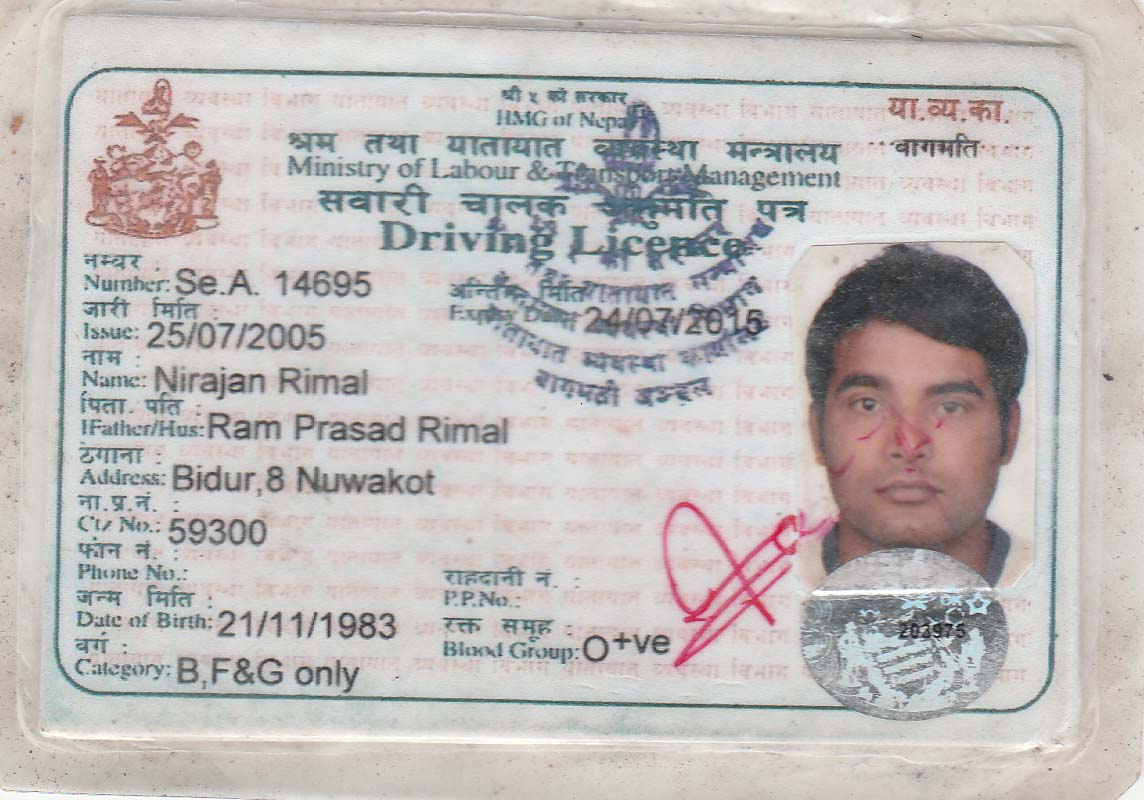 श्री ५ को सरकार
HMG of Nepal
या.व्य.का.
बागमति
श्रम तथा यातायात व्यवस्था मन्त्रालय
Ministry of Labour & Transport Management
सवारी चालक अनुमति पत्र
Driving Licence
नम्वर :
Number: Se.A. 14695
जारी मिति
Issue: 25/07/2005
अन्तिम मिति
Expiry Date: 24/07/2015
नाम :
Name: Nirajan Rimal
पिता पति :
Father/Hus: Ram Prasad Rimal
ठेगाना :
Address: Bidur,8 Nuwakot
ना.प्र.नं. :
Ctz No.: 59300
फोन नं. :
Phone No.:
राहदानी नं. :
P.P.No.:
जन्म मिति :
Date of Birth: 21/11/1983
रक्त समूह :
Blood Group: O+ve
वर्ग :
Category: B,F&G only
यातायात व्यवस्था कार्यालय
बागमती अञ्चल
203975